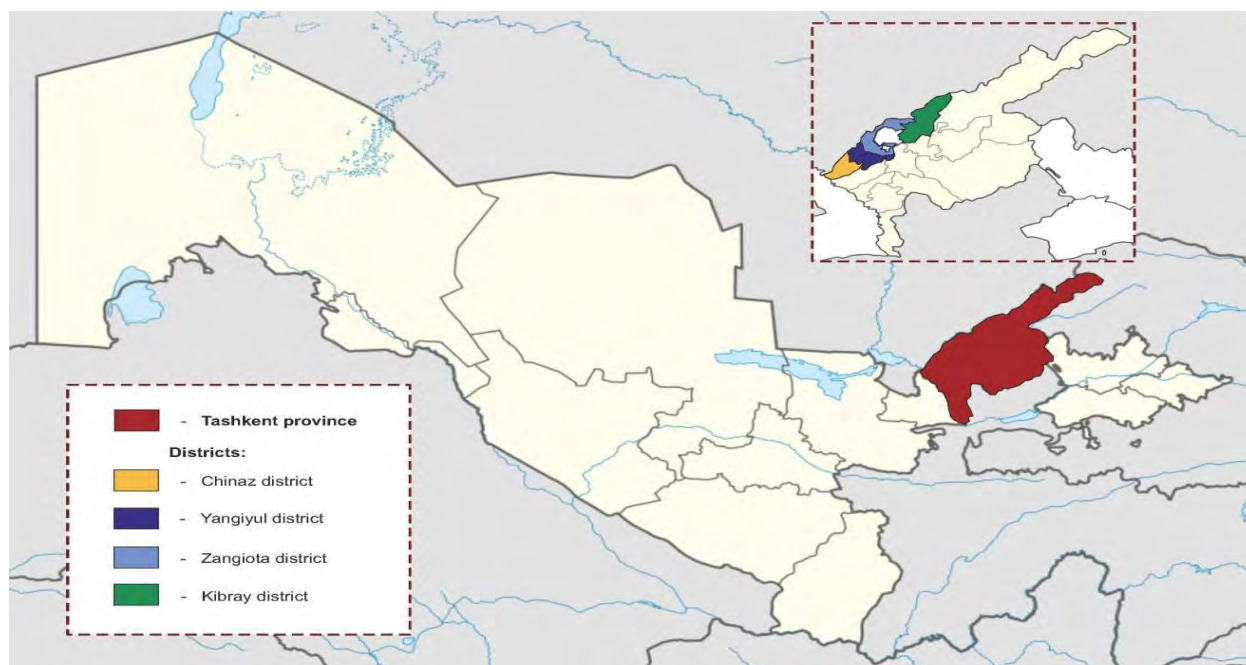 - Tashkent province
Districts:
- Chinaz district
- Yangiyul district
- Zangiota district
- Kibray district